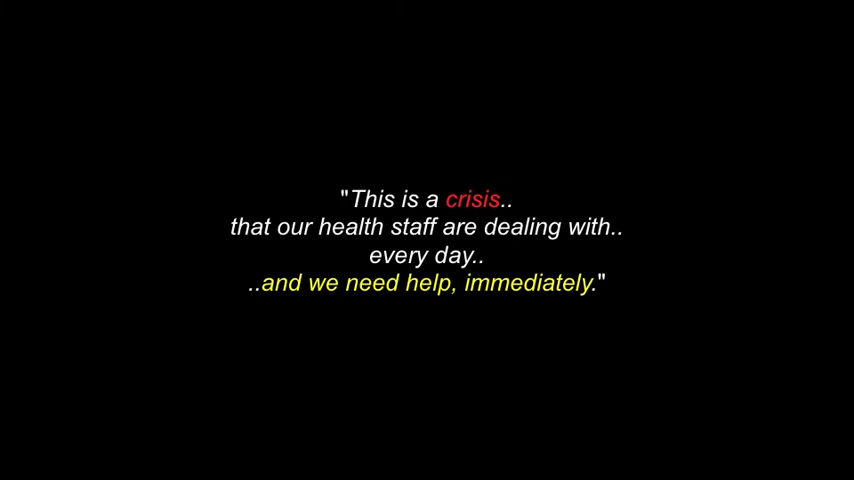 "This is a crisis..
that our health staff are dealing with..
every day..
..and we need help, immediately."